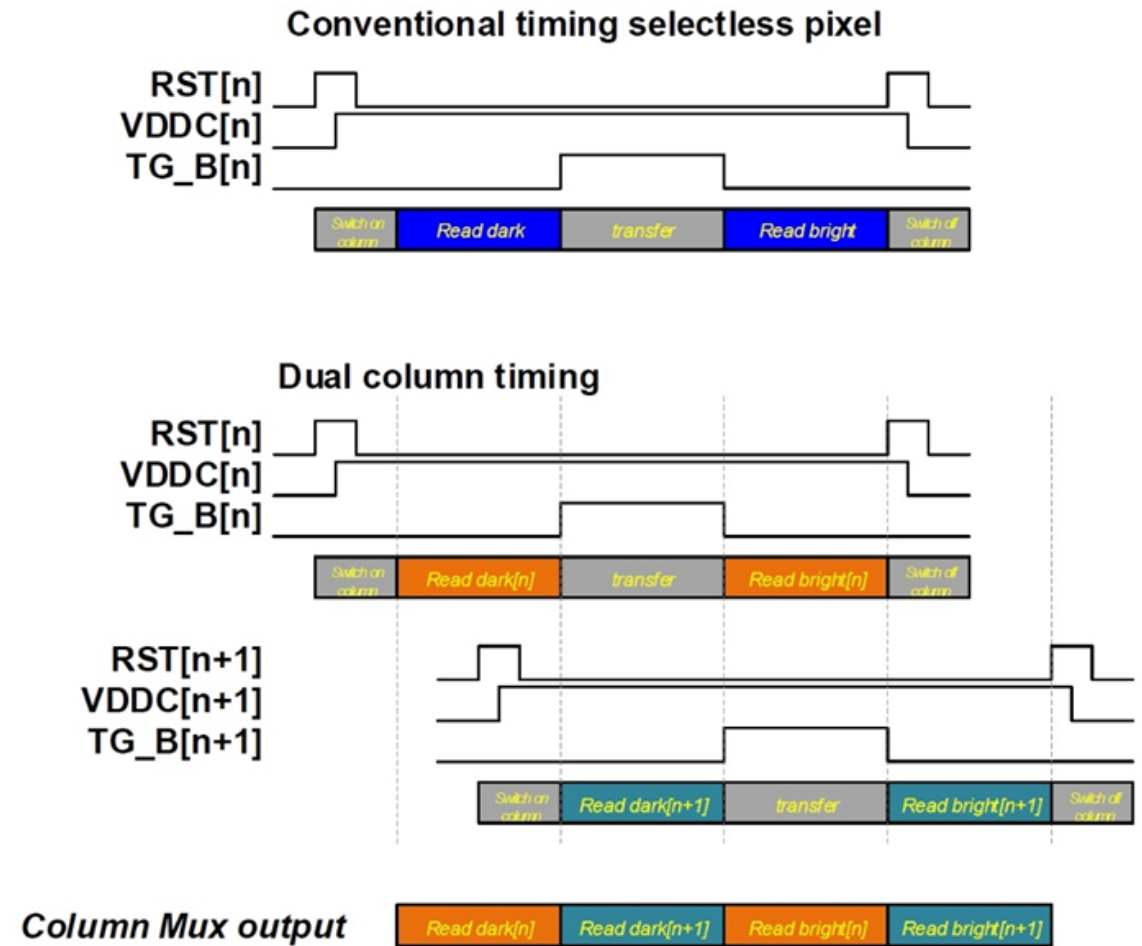 Conventional timing selectless pixel
RST[n]
VDDC[n]
TG_B[n]
Switch on
column
Read dark
transfer
Read bright
Switch off
column
Dual column timing
RST[n]
VDDC[n]
TG_B[n]
Switch on
column
Read dark[n]
transfer
Read bright[n]
Switch off
column
RST[n+1]
VDDC[n+1]
TG_B[n+1]
Switch on
column
Read dark[n+1]
transfer
Read bright[n+1]
Switch off
column
Column Mux output
Read dark[n]
Read dark[n+1]
Read bright[n]
Read bright[n+1]